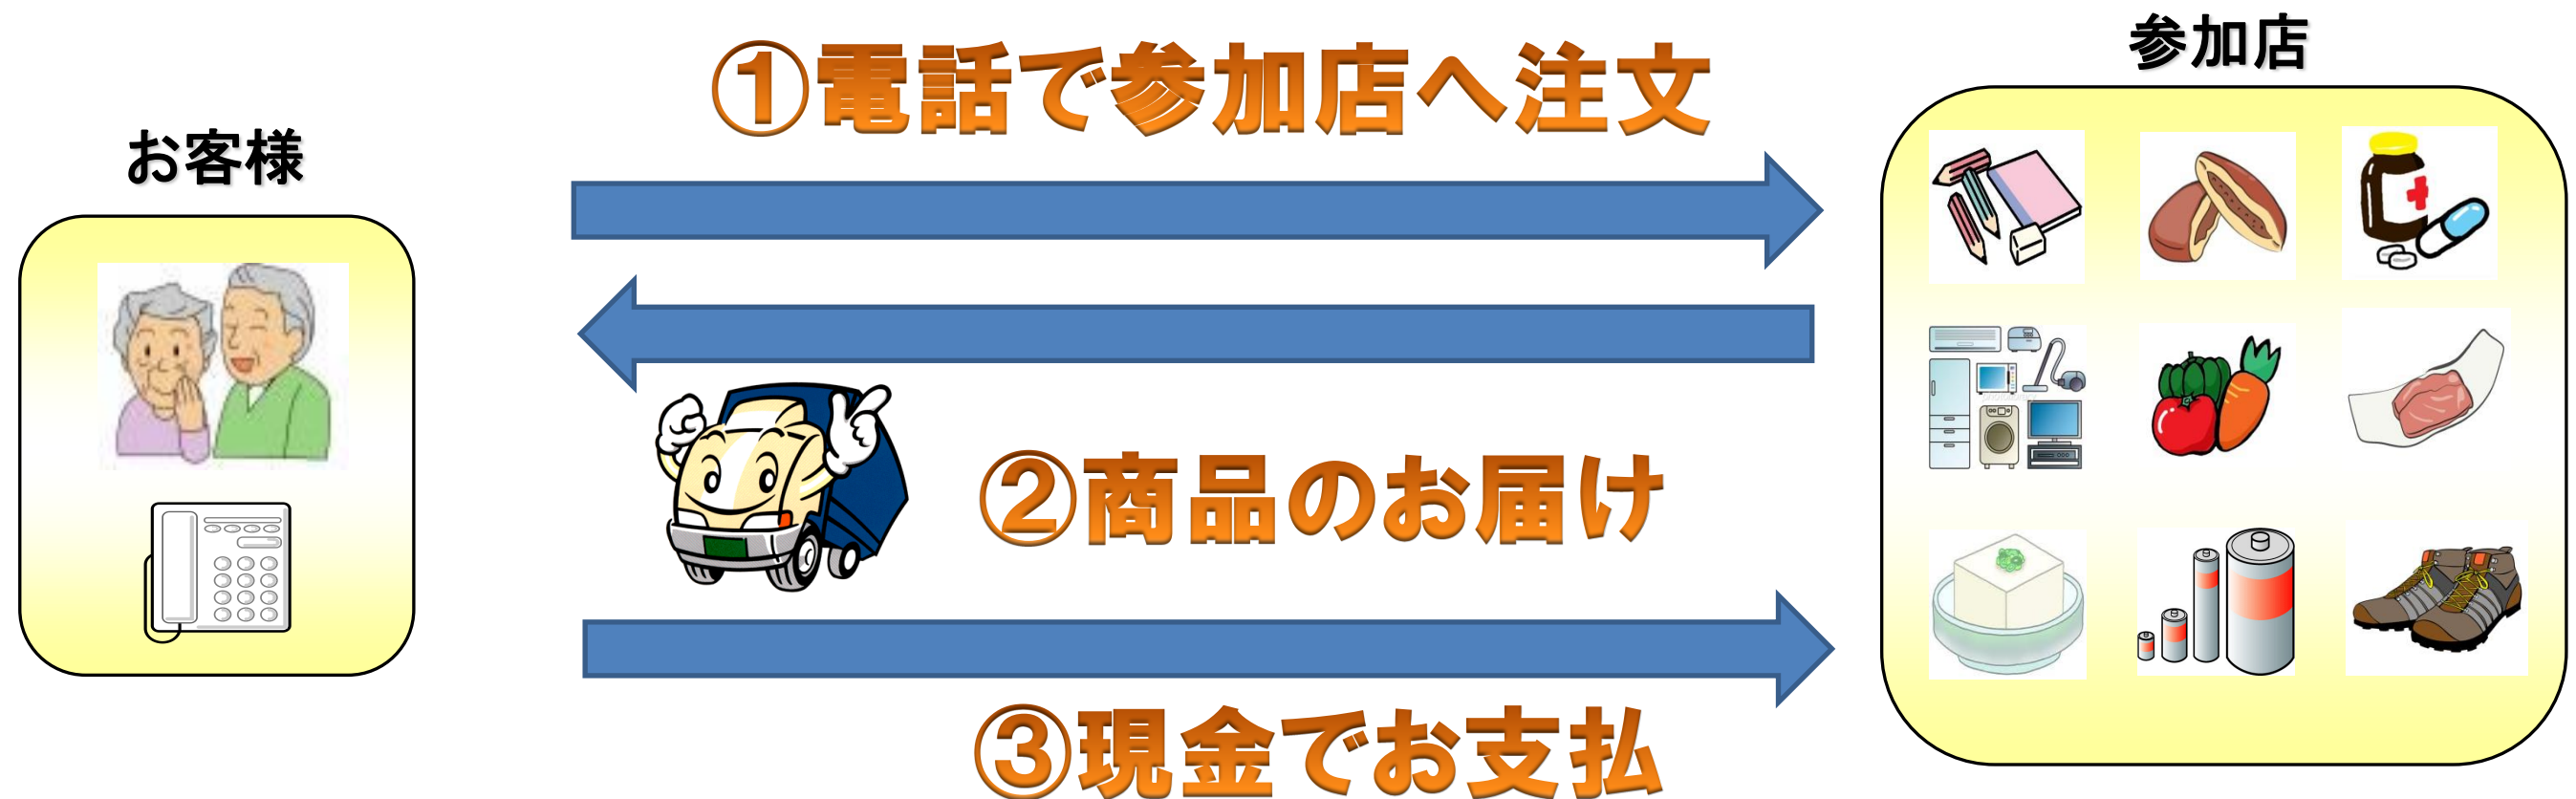 参加店
①電話で参加店へ注文
お客様
②商品のお届け
③現金でお支払